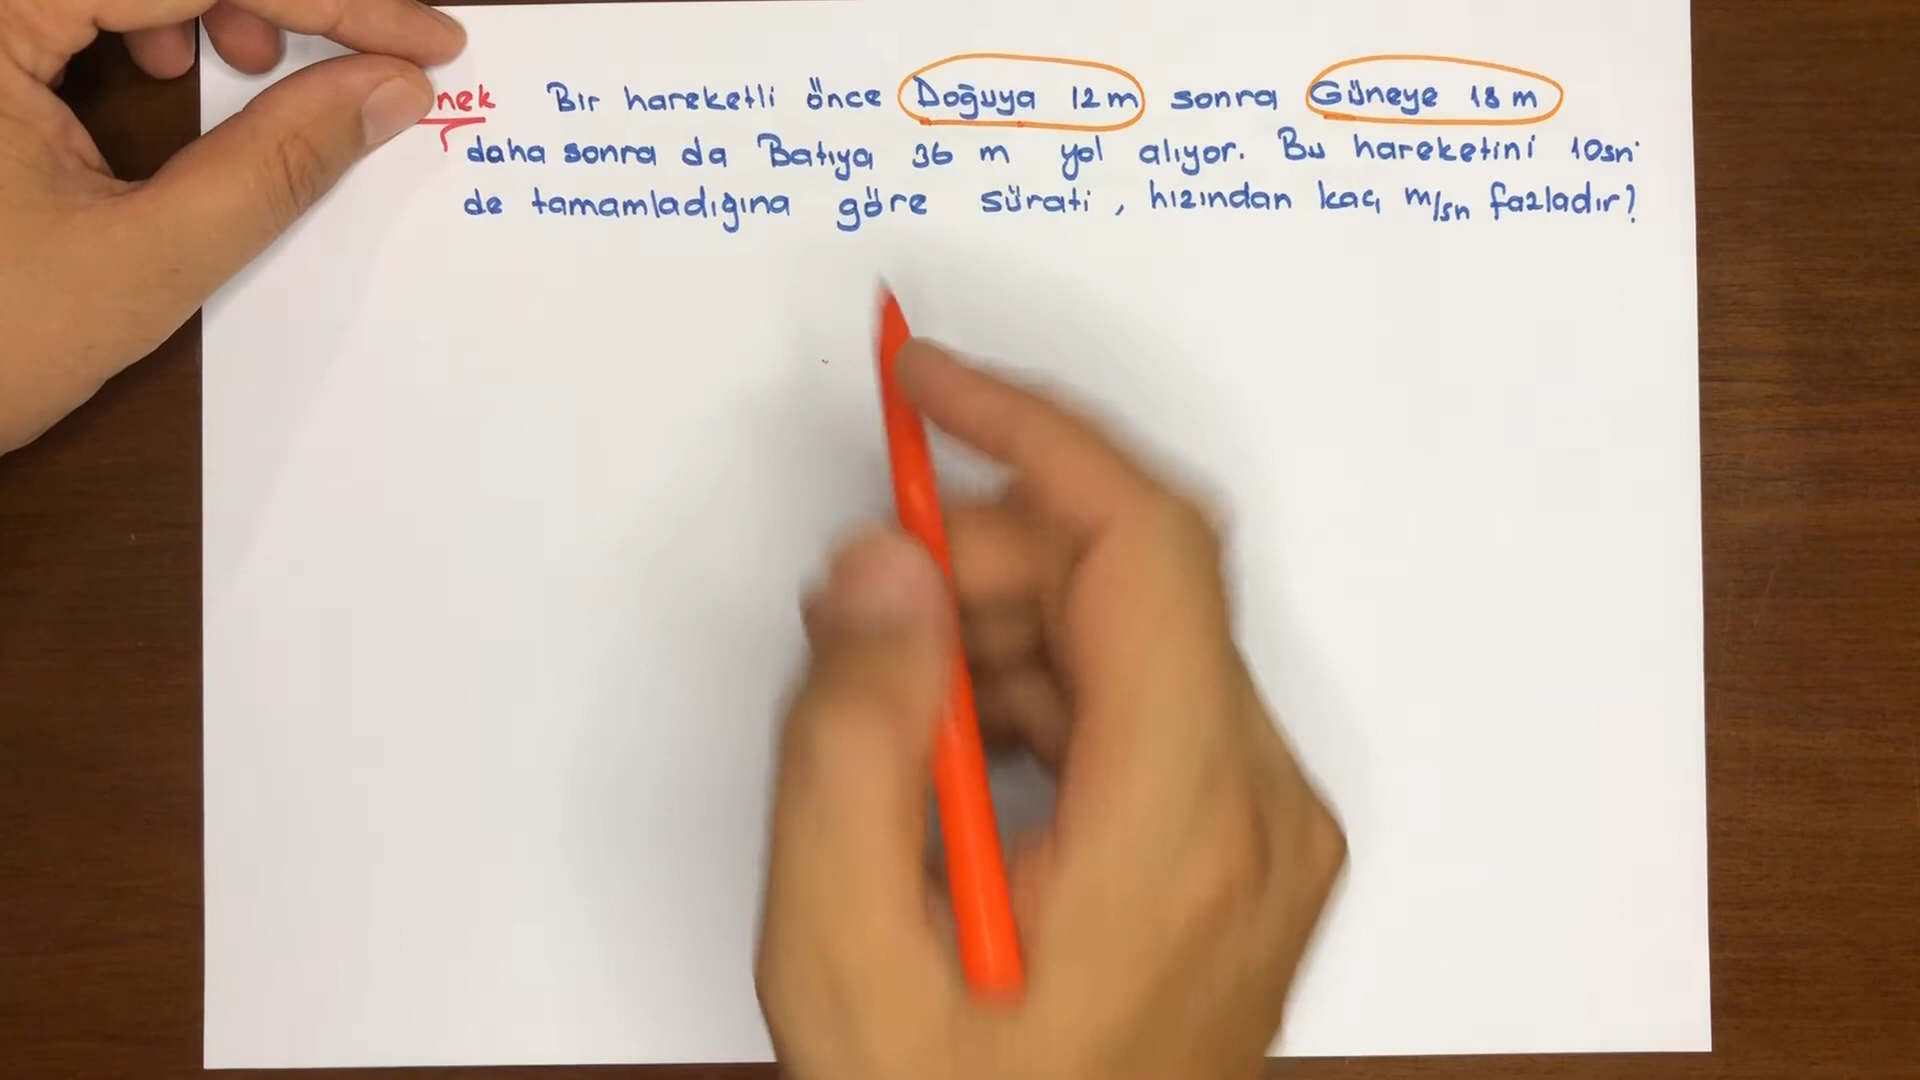 nek Bir hareketli önce Doğuya 12 m sonra Güneye 18 m
daha sonra da Batıya 36 m yol alıyor. Bu hareketini 10sn'
de tamamladığına göre sürati, hızından kaç m/sn fazladır?